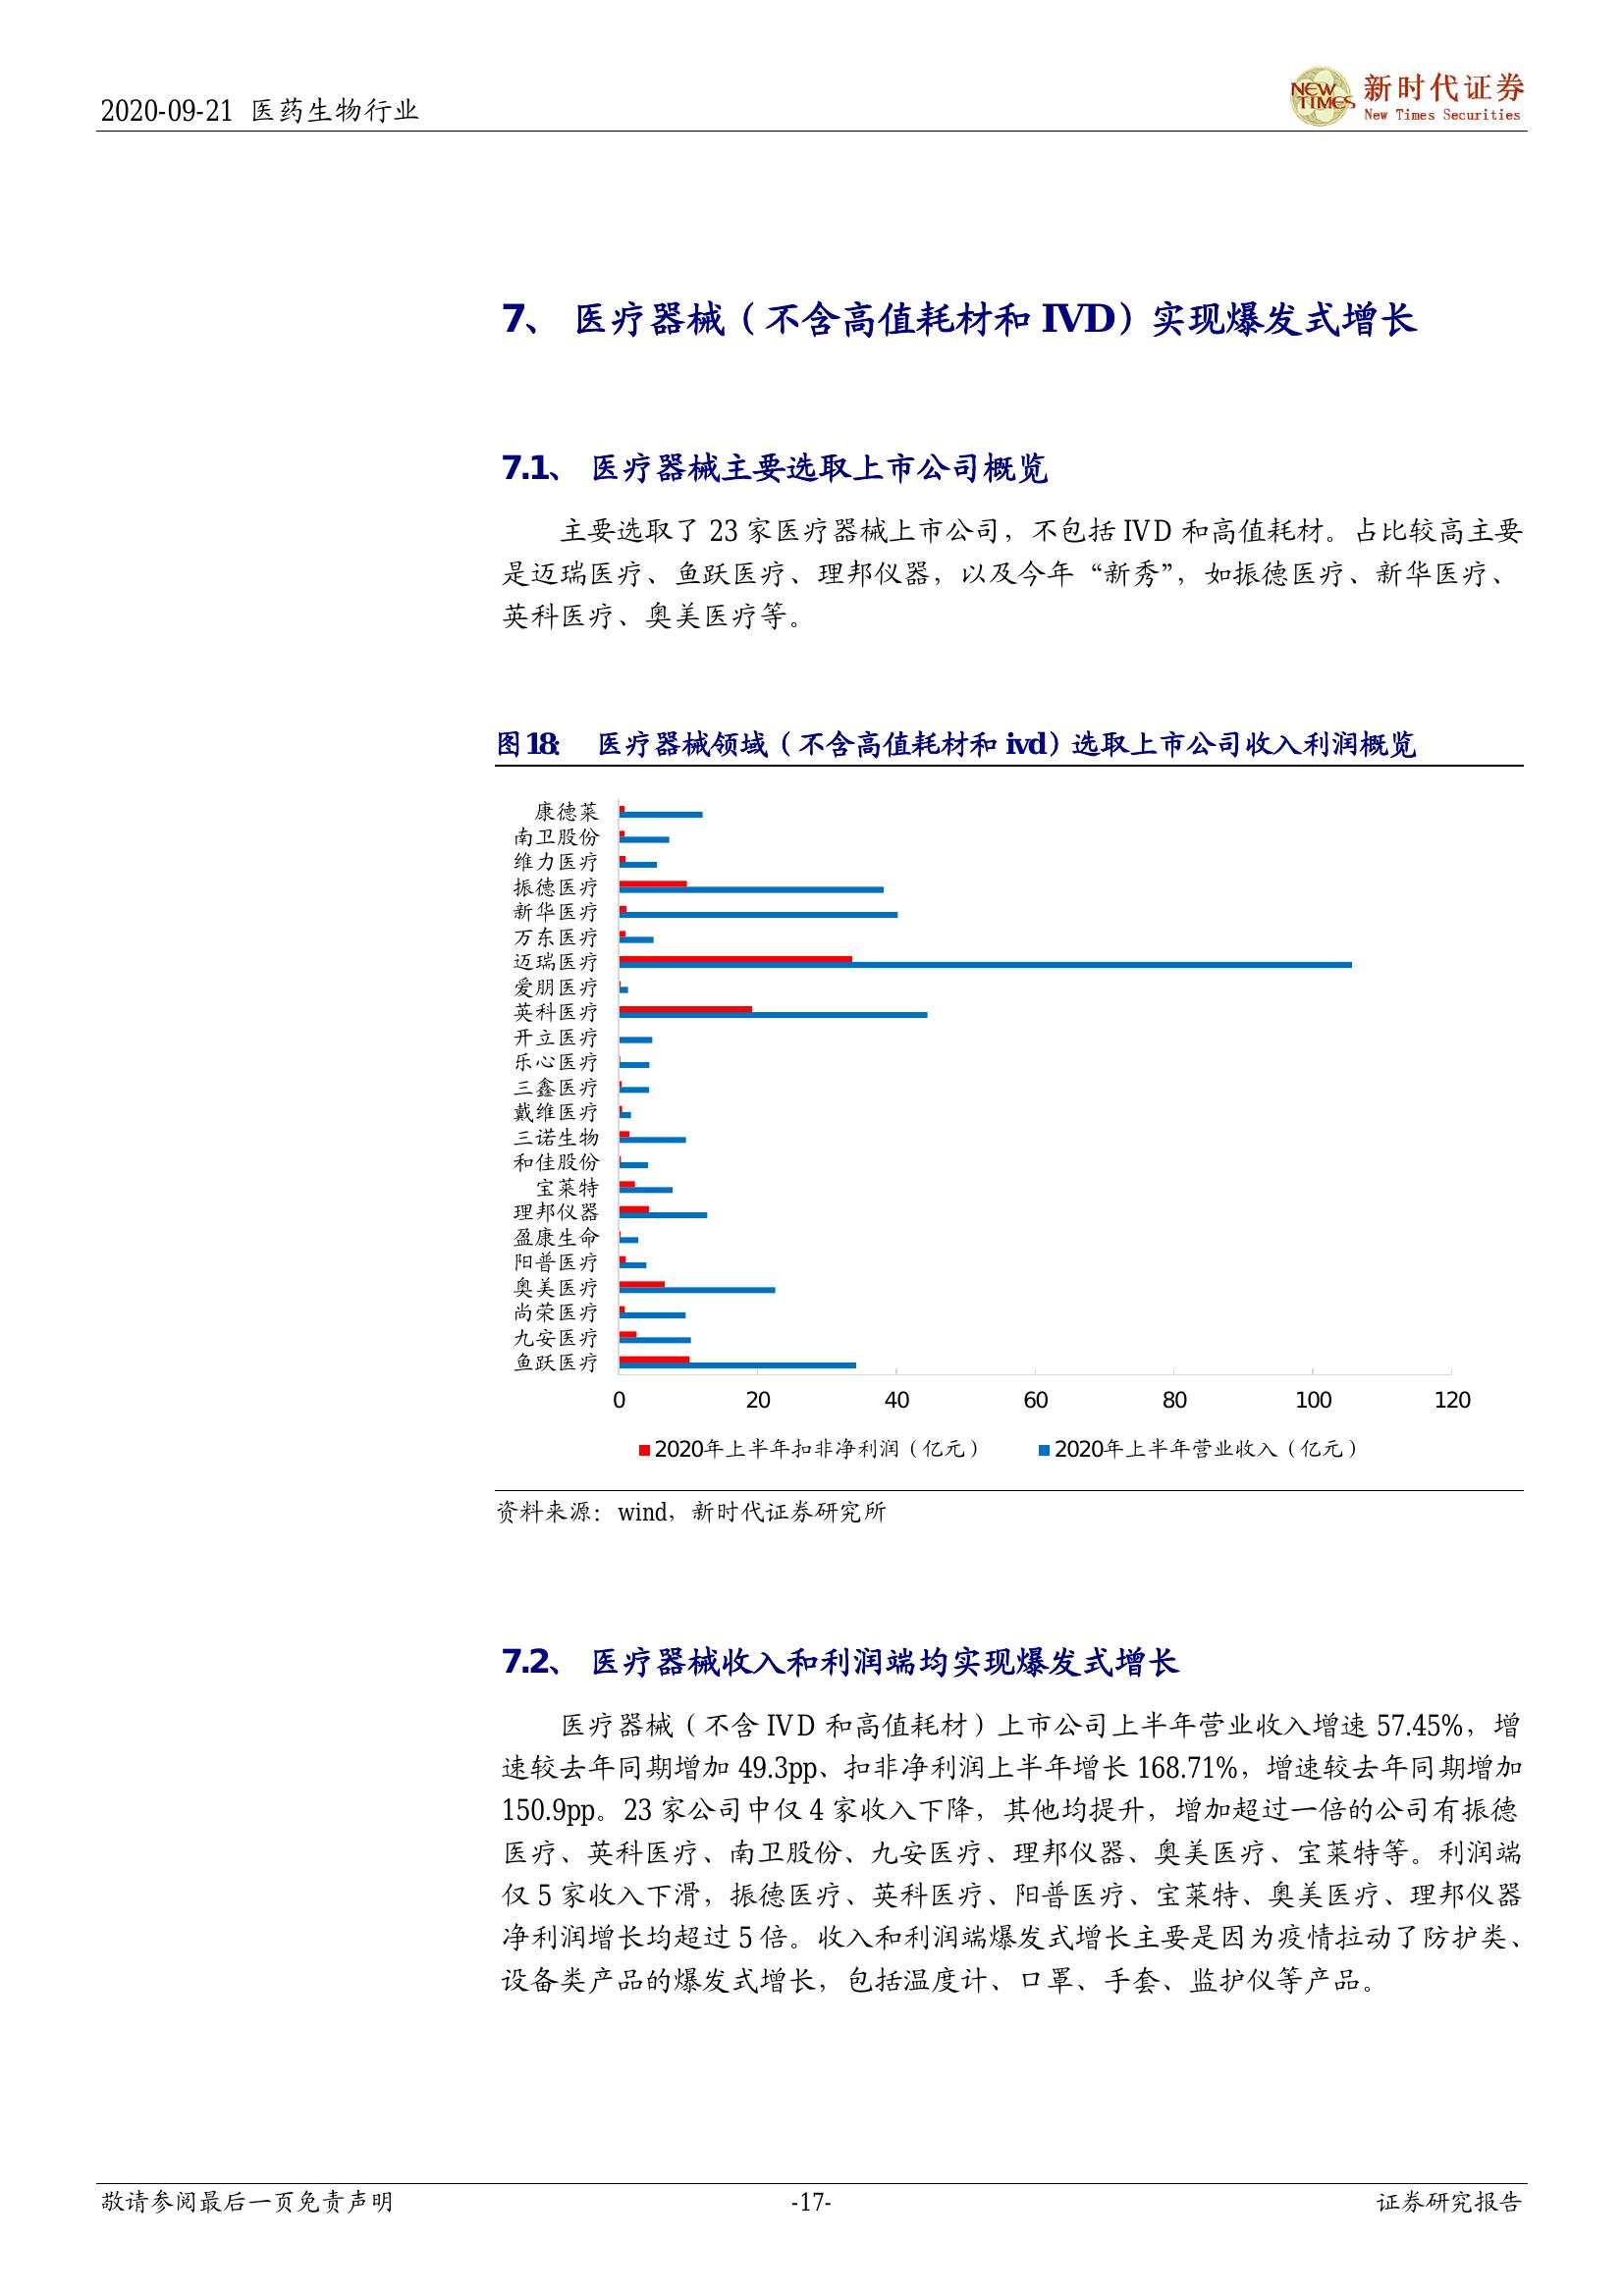 2020-09-21 医药生物行业
NEW TIMES 新时代证券
New Times Securities
7、 医疗器械（不含高值耗材和 IVD）实现爆发式增长
7.1、 医疗器械主要选取上市公司概览
主要选取了 23 家医疗器械上市公司，不包括 IVD 和高值耗材。占比较高主要
是迈瑞医疗、鱼跃医疗、理邦仪器，以及今年“新秀”，如振德医疗、新华医疗、
英科医疗、奥美医疗等。
图18： 医疗器械领域（不含高值耗材和 ivd）选取上市公司收入利润概览
康德莱
南卫股份
维力医疗
振德医疗
新华医疗
万东医疗
迈瑞医疗
爱朋医疗
英科医疗
开立医疗
乐心医疗
三鑫医疗
戴维医疗
三诺生物
和佳股份
宝莱特
理邦仪器
盈康生命
阳普医疗
奥美医疗
尚荣医疗
九安医疗
鱼跃医疗
0 20 40 60 80 100 120
2020年上半年扣非净利润（亿元） 2020年上半年营业收入（亿元）
资料来源：wind，新时代证券研究所
7.2、 医疗器械收入和利润端均实现爆发式增长
医疗器械（不含 IVD 和高值耗材）上市公司上半年营业收入增速 57.45%，增
速较去年同期增加 49.3pp、扣非净利润上半年增长 168.71%，增速较去年同期增加
150.9pp。23 家公司中仅 4 家收入下降，其他均提升，增加超过一倍的公司有振德
医疗、英科医疗、南卫股份、九安医疗、理邦仪器、奥美医疗、宝莱特等。利润端
仅 5 家收入下滑，振德医疗、英科医疗、阳普医疗、宝莱特、奥美医疗、理邦仪器
净利润增长均超过 5 倍。收入和利润端爆发式增长主要是因为疫情拉动了防护类、
设备类产品的爆发式增长，包括温度计、口罩、手套、监护仪等产品。
敬请参阅最后一页免责声明 -17- 证券研究报告